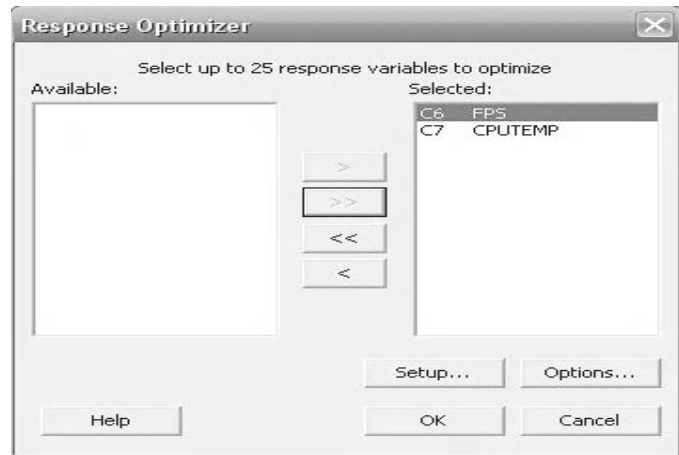 Response Optimizer
Select up to 25 response variables to optimize
Available:
Selected:
C6 FPS
C7 CPUTEMP
>
>>
<<
<
Setup...
Options...
Help
OK
Cancel